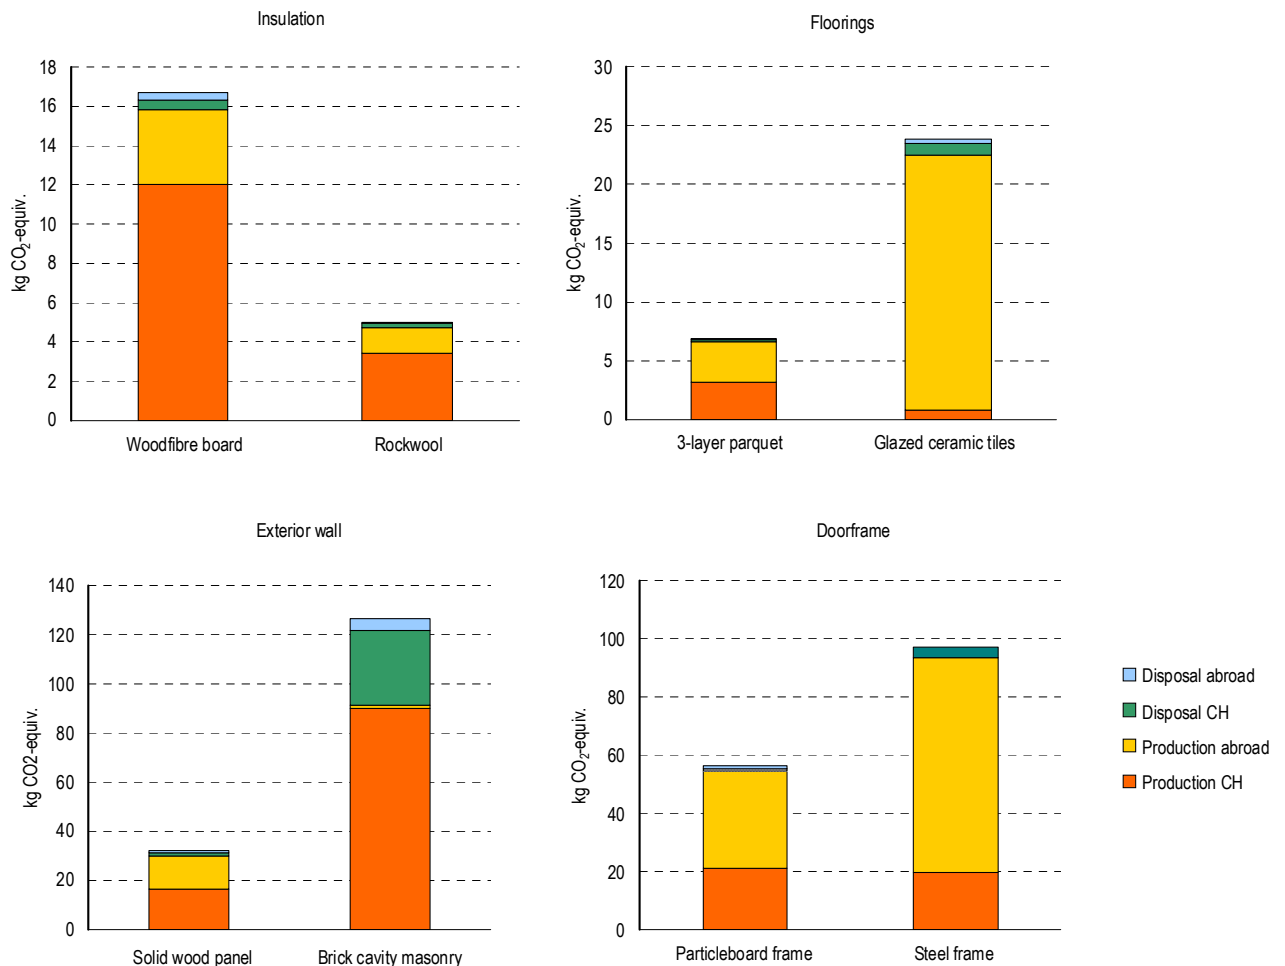 Insulation
18
16
14
12
10
8
6
4
2
0
kg CO₂-equiv.
Woodfibre board
Rockwool
Floorings
30
25
20
15
10
5
0
kg CO₂-equiv.
3-layer parquet
Glazed ceramic tiles
Exterior wall
140
120
100
80
60
40
20
0
kg CO2-equiv.
Solid wood panel
Brick cavity masonry
Doorframe
120
100
80
60
40
20
0
kg CO₂-equiv.
Particleboard frame
Steel frame
Disposal abroad
Disposal CH
Production abroad
Production CH